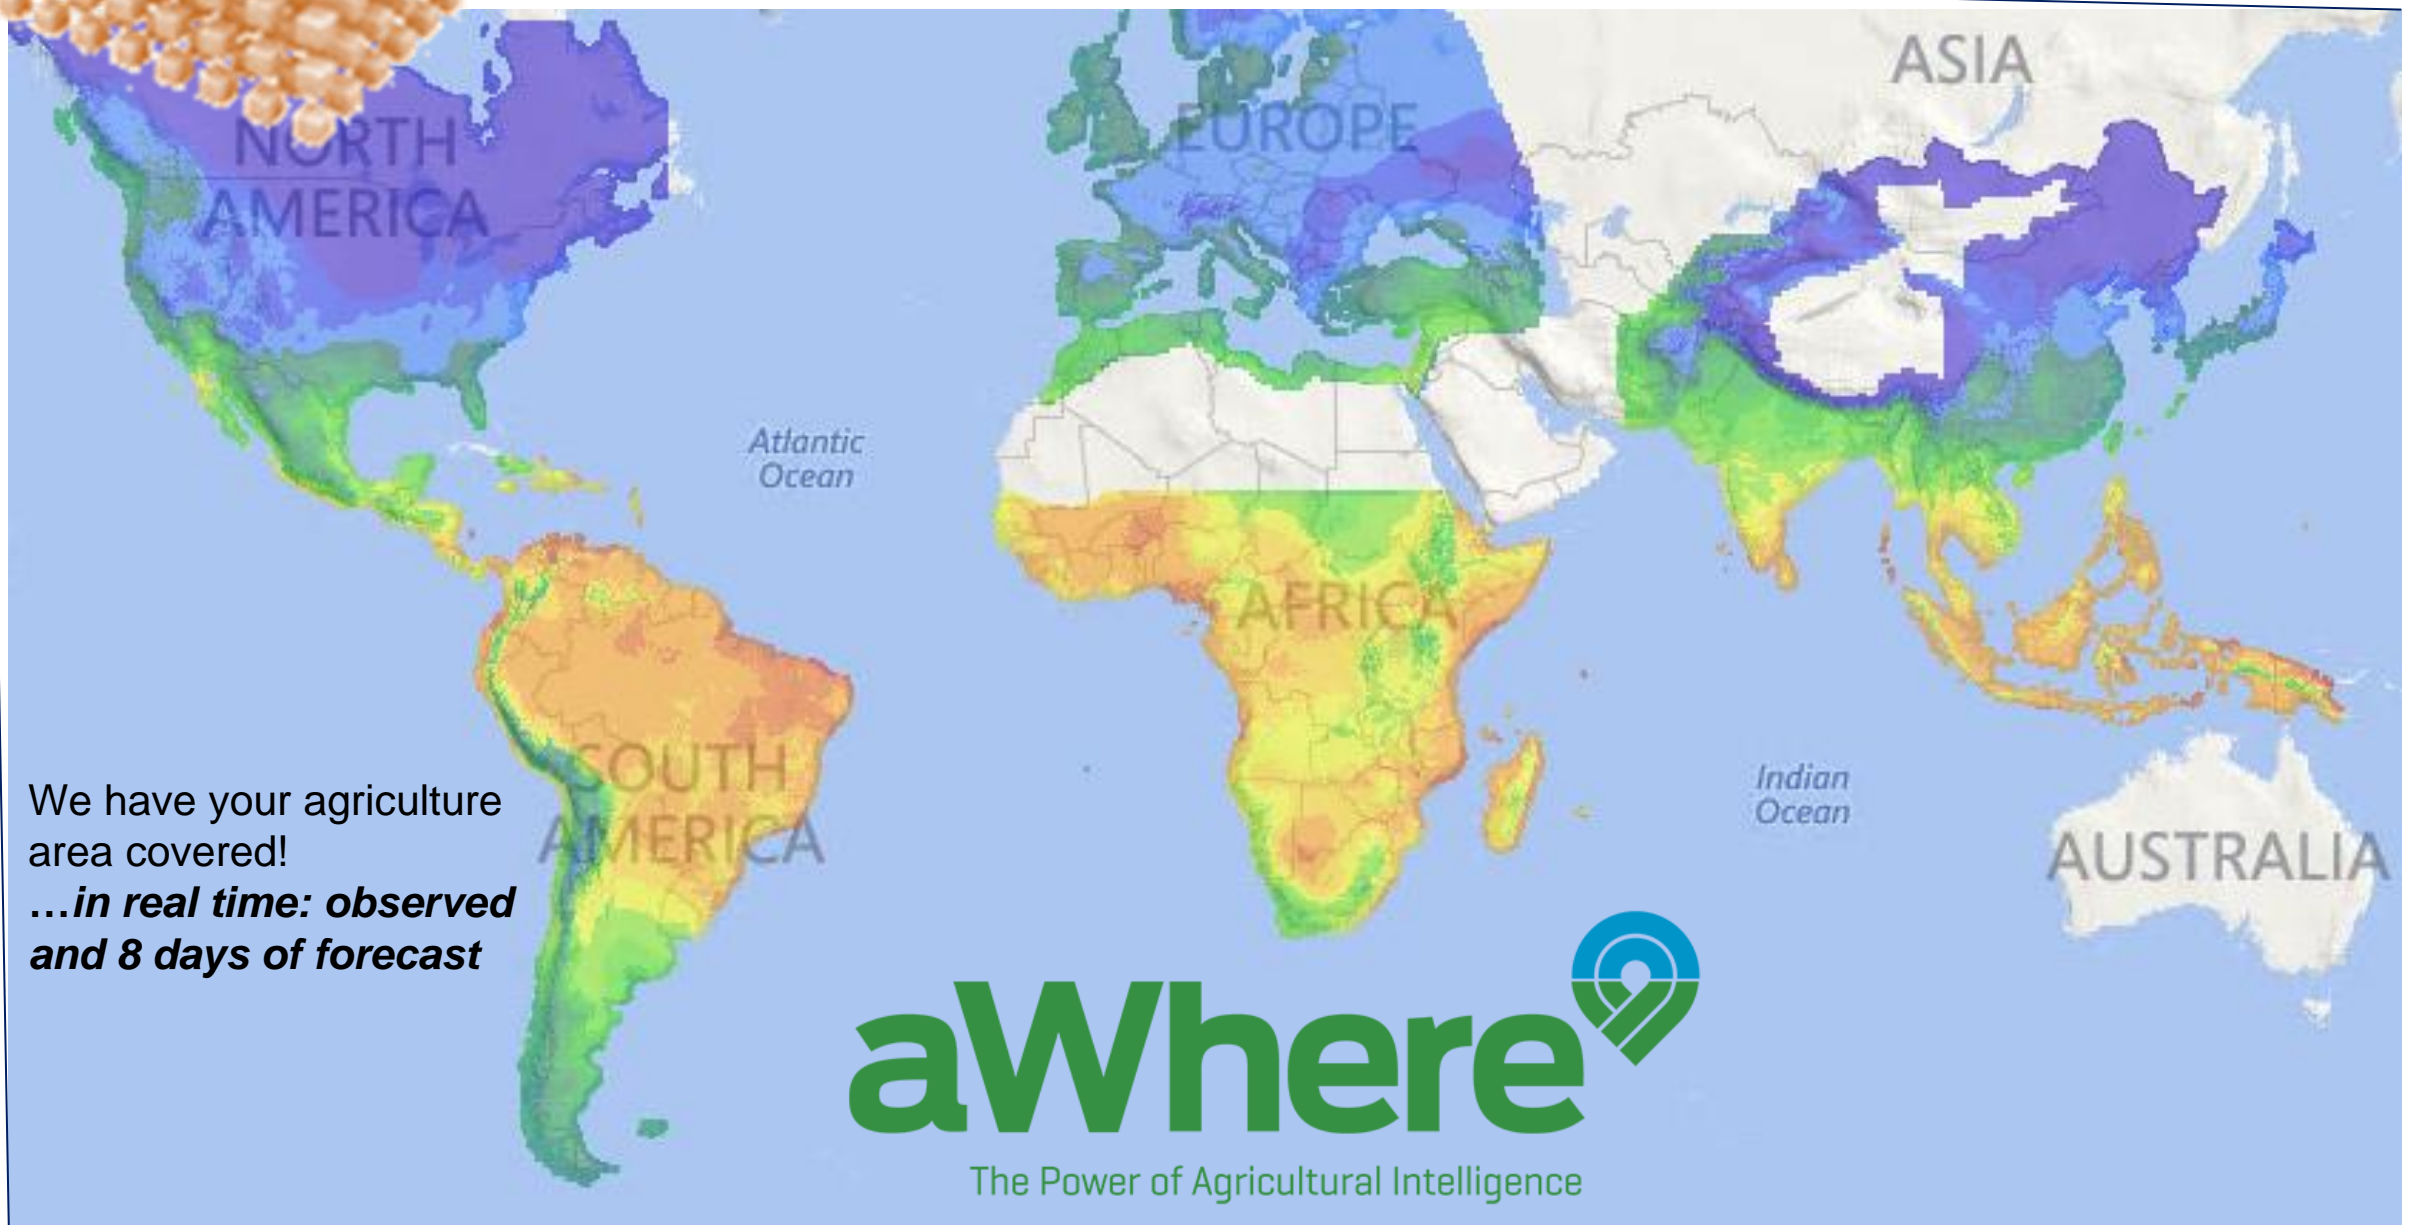 ASIA
NORTH
AMERICA
EUROPE
Atlantic
Ocean
AFRICA
SOUTH
AMERICA
Indian
Ocean
AUSTRALIA
We have your agriculture
area covered!
…in real time: observed
and 8 days of forecast
aWhere
The Power of Agricultural Intelligence